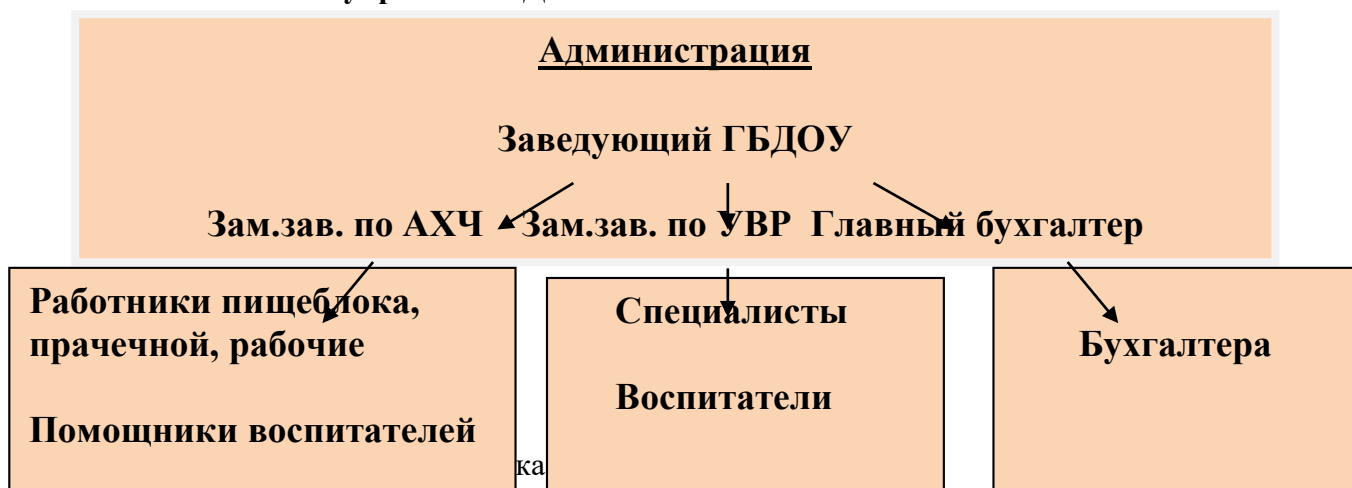 Администрация
Заведующий ГБДОУ
Зам.зав. по АХЧ Зам.зав. по УВР Главный бухгалтер
Работники пищеблока,
прачечной, рабочие
Помощники воспитателей
Специалисты
Воспитатели
Бухгалтера
ка